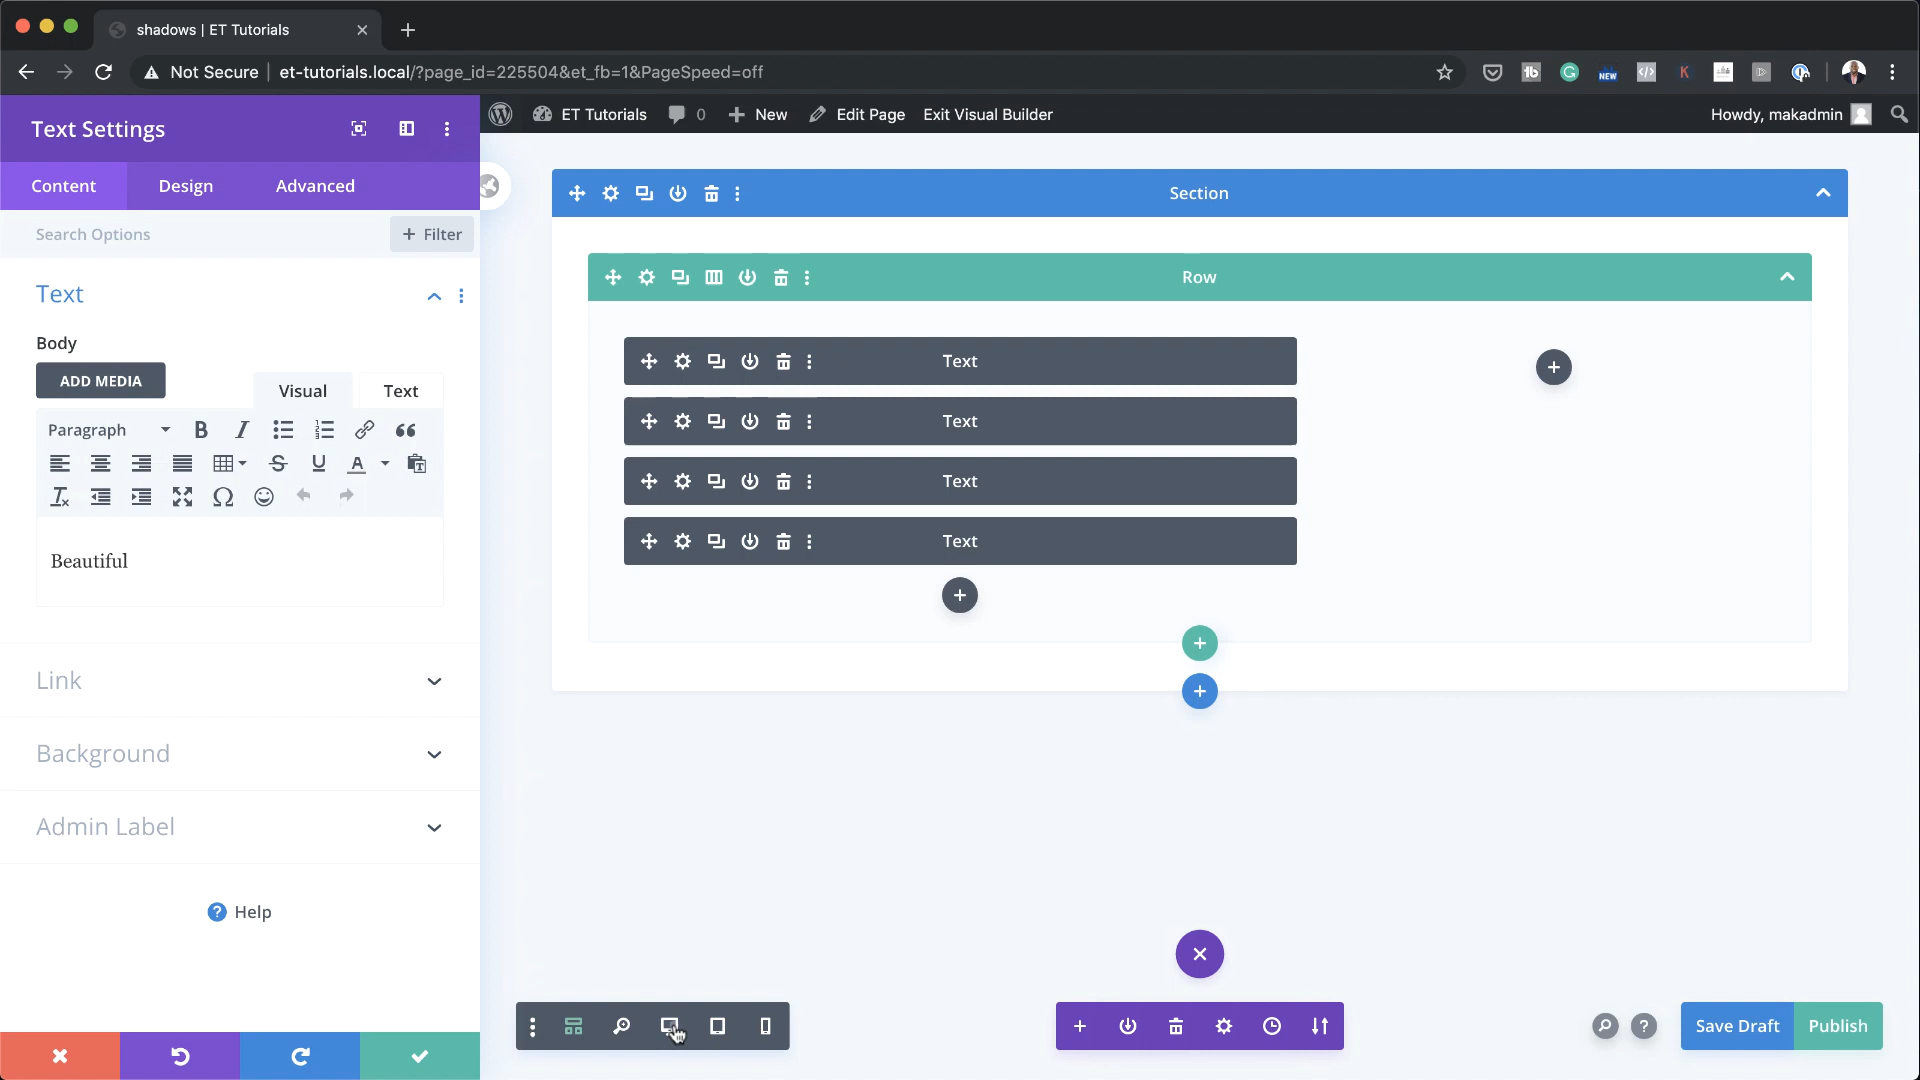 shadows | ET Tutorials
Not Secure | et-tutorials.local/?page_id=225504&et_fb=1&PageSpeed=off
ET Tutorials 0 New Edit Page Exit Visual Builder Howdy, makadmin
Text Settings
Content Design Advanced
Search Options + Filter
Text
Body
ADD MEDIA
Visual Text
Paragraph
Beautiful
Link
Background
Admin Label
Help
Section
Row
Text
Text
Text
Text
Save Draft Publish